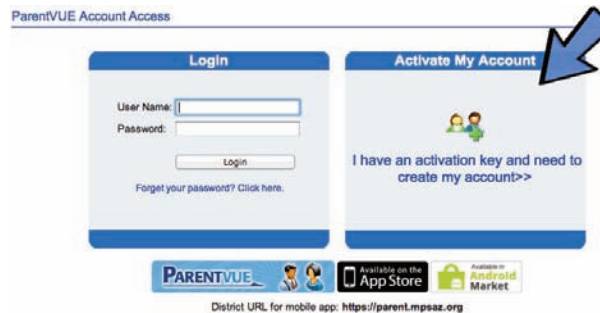 ParentVUE Account Access
Login
User Name:
Password:
Login
Forget your password? Click here.
Activate My Account
I have an activation key and need to
create my account>>
PARENTVUE
Available on the
App Store
Available in
Android
Market
District URL for mobile app: https://parent.mpsaz.org